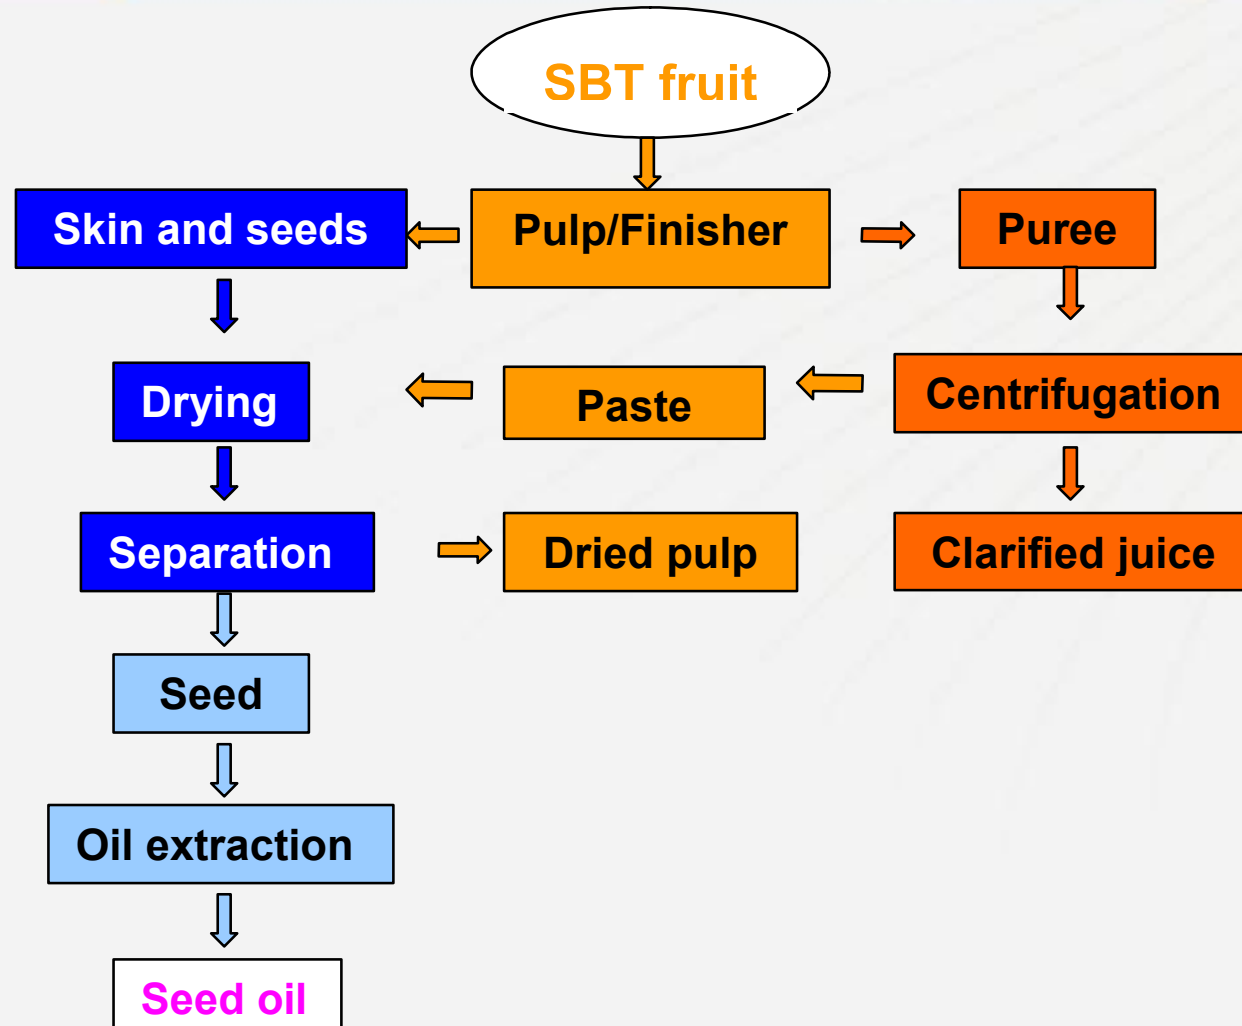 SBT fruit
Skin and seeds
Pulp/Finisher
Puree
Drying
Paste
Centrifugation
Separation
Dried pulp
Clarified juice
Seed
Oil extraction
Seed oil